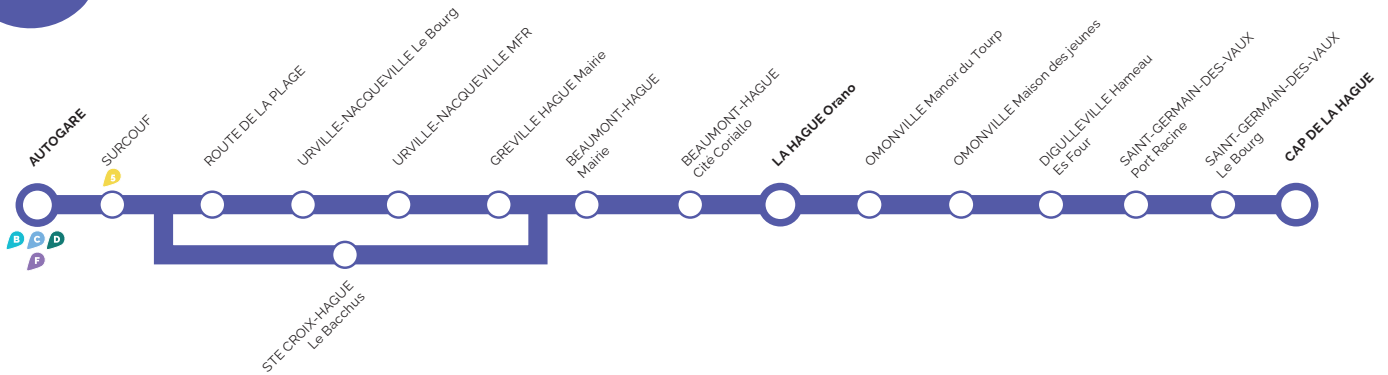 AUTOGARE
SURCOUF
ROUTE DE LA PLAGE
URVILLE-NACQUEVILLE Le Bourg
URVILLE-NACQUEVILLE MFR
GREVILLE HAGUE Mairie
BEAUMONT-HAGUE
Mairie
BEAUMONT-HAGUE
Cité Coriallo
LA HAGUE Orano
OMONVILLE Manoir du Tourp
OMONVILLE Maison des jeunes
DIGULLEVILLE Hameau
Es Four
SAINT-GERMAIN-DES-VAUX
Port Racine
SAINT-GERMAIN-DES-VAUX
Le Bourg
CAP DE LA HAGUE
5
B C D
F
STE CROIX-HAGUE
Le Bacchus